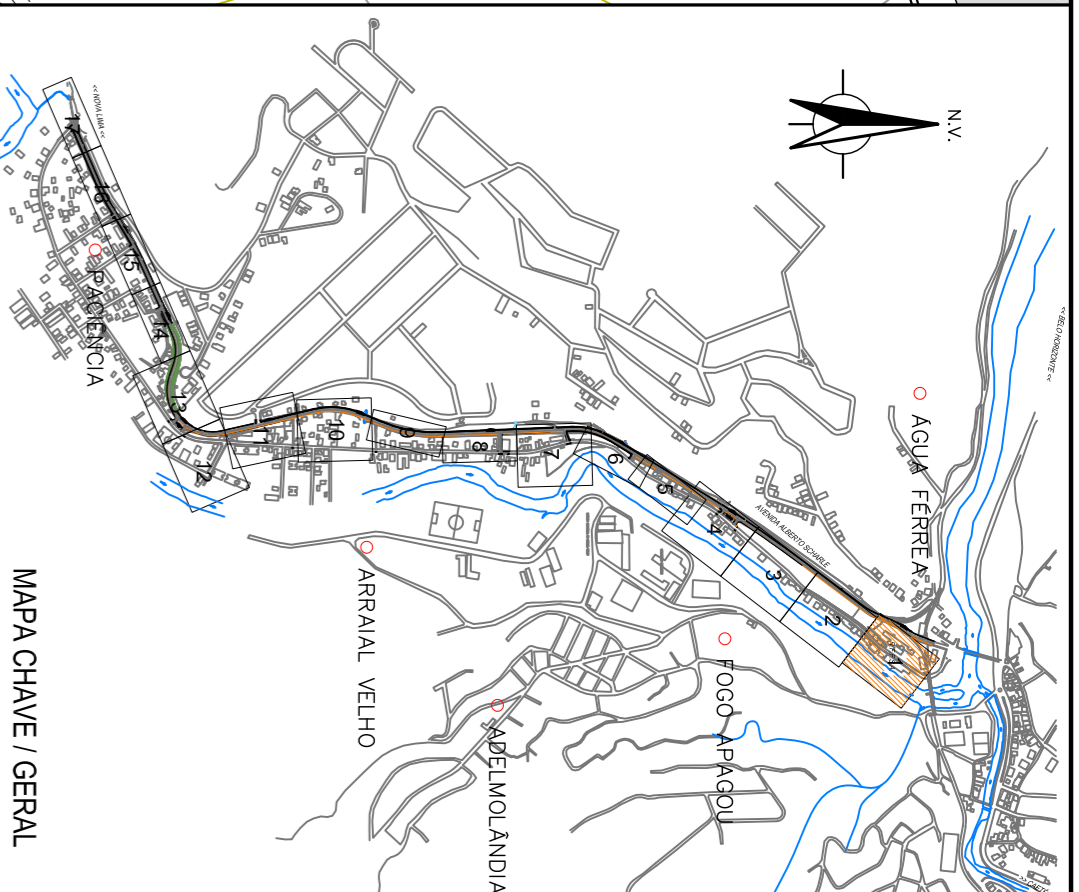 N.V.
<< BELO HORIZONTE <<
ÁGUA FÉRREA
AVENIDA ALBERTO SCHARLE
<< NOVA LIMA <<
17
16
15
PACIÊNCIA
14
13
12
11
10
9
8
7
6
5
4
3
2
1
FOGO APAGOU
ARRAIAL VELHO
ADELMOLÂNDIA
MAPA CHAVE / GERAL